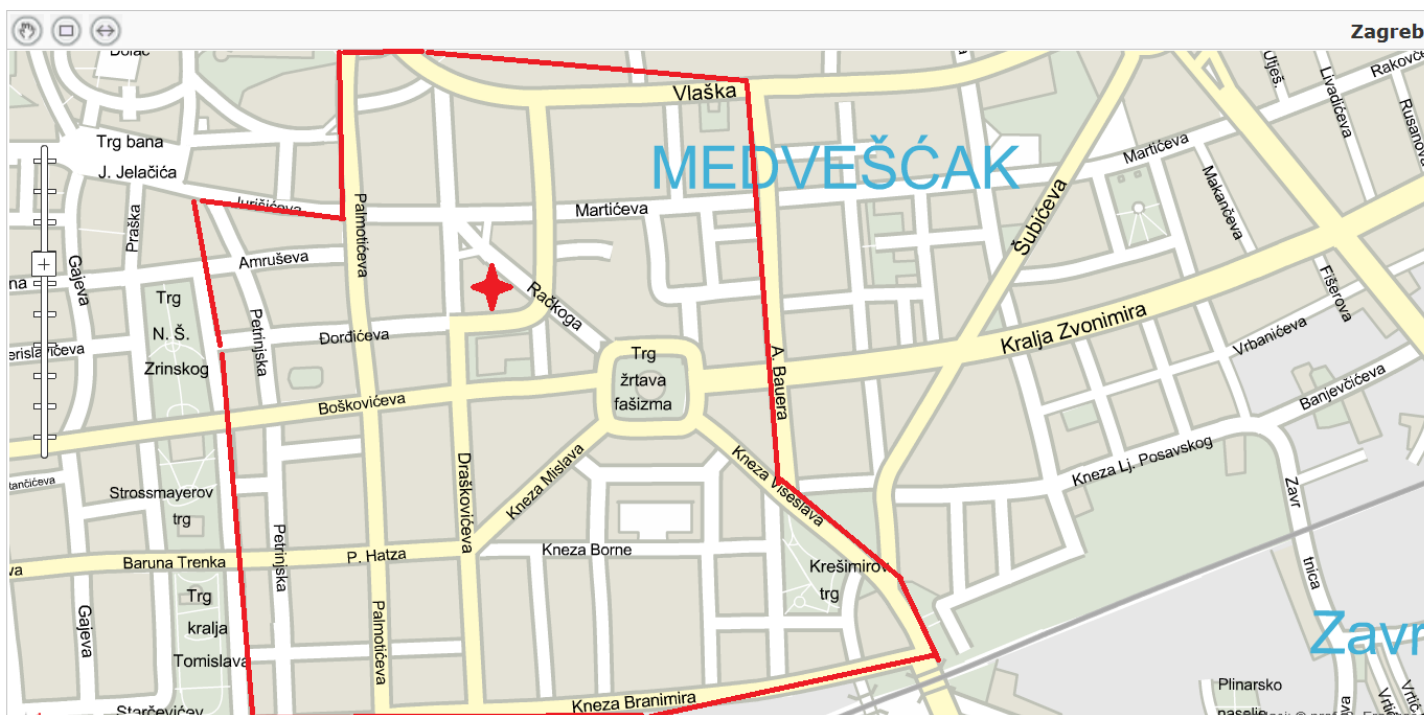 Zagreb
Dolac
Vlaška
Utješ.
Livadićeva
Rusanova
Trg bana
J. Jelačića
MEDVEŠĆAK
Martićeva
Jurišićeva
Martićeva
Praška
Palmotićeva
Makančeva
Šubićeva
Gajeva
Amruševa
Fišerova
Trg
N. Š.
Zrinskog
Petrinjska
Đorđićeva
Račkoga
Kralja Zvonimira
Vrbanićeva
Trg
žrtava
fašizma
A. Bauera
Boškovićeva
Banjevčićeva
Kneza Mislava
Kneza Višeslava
Kneza Lj. Posavskog
Draškovićeva
Strossmayerov
trg
Petrinjska
Baruna Trenka
P. Hatza
Kneza Borne
Krešimirov
trg
Trg
kralja
Tomislava
Gajeva
Palmotićeva
Zavr
tnica
Zavr
Kneza Branimira
Plinarsko
naselje
Starčevićev